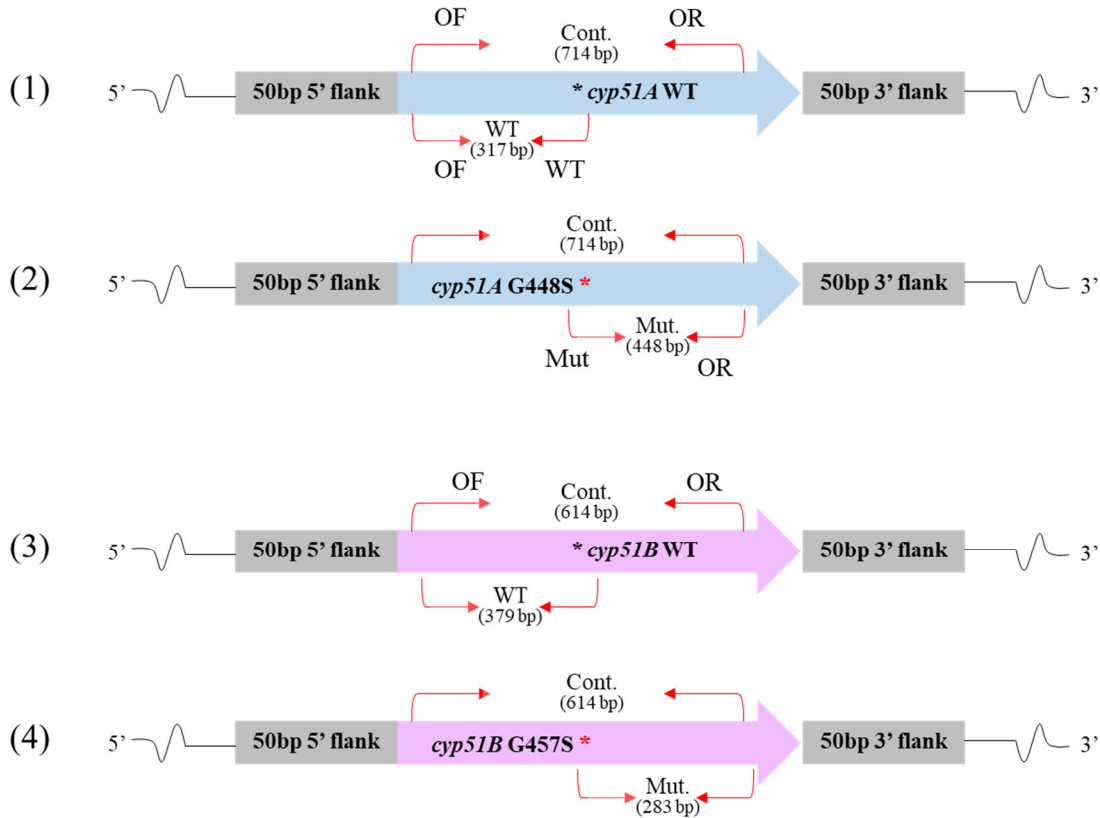 OF OR
Cont.
(714 bp)
(1) 5’ 50bp 5’ flank * cyp51A WT 50bp 3’ flank 3’
WT
(317 bp)
OF WT
Cont.
(714 bp)
(2) 5’ 50bp 5’ flank cyp51A G448S * 50bp 3’ flank 3’
Mut.
(448 bp)
Mut OR
OF OR
Cont.
(614 bp)
(3) 5’ 50bp 5’ flank * cyp51B WT 50bp 3’ flank 3’
WT
(379 bp)
Cont.
(614 bp)
(4) 5’ 50bp 5’ flank cyp51B G457S * 50bp 3’ flank 3’
Mut.
(283 bp)